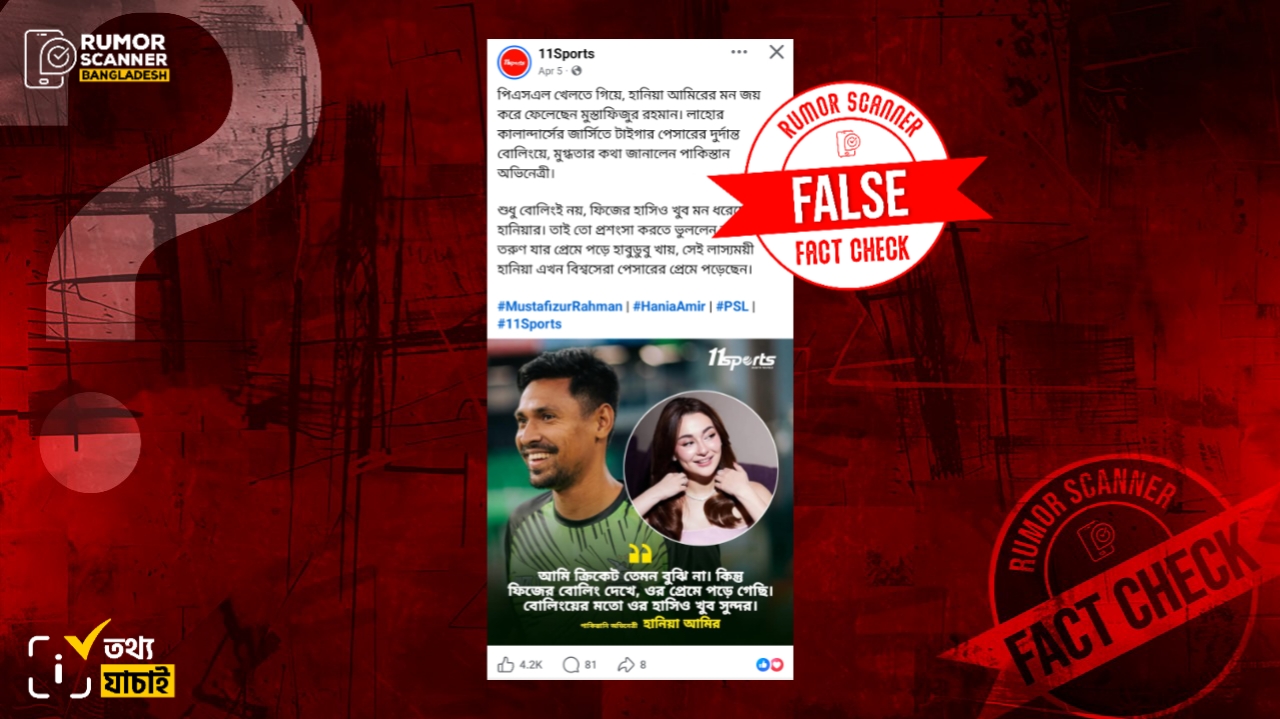 RUMOR
SCANNER
BANGLADESH
11Sports
Apr 5
পিএসএল খেলতে গিয়ে, হানিয়া আমিরের মন জয়
করে ফেলেছেন মুস্তাফিজুর রহমান। লাহোর
কালান্দার্সের জার্সিতে টাইগার পেসারের দুর্দান্ত
বোলিংয়ে, মুগ্ধতার কথা জানালেন পাকিস্তান
অভিনেত্রী।
শুধু বোলিংই নয়, ফিজের হাসিও খুব মন
হানিয়ার। তাই তো প্রশংসা করতে ভুললেন
তরুণ যার প্রেমে পড়ে হাবুডুবু খায়, সেই লাস্যময়ী
হানিয়া এখন বিশ্বসেরা পেসারের প্রেমে পড়েছেন।
#MustafizurRahman | #HaniaAmir | #PSL |
#11Sports
RUMOR SCANNER
FALSE
FACT CHECK
11sports
আমি ক্রিকেট তেমন বুঝি না। কিন্তু
ফিজের বোলিং দেখে, ওর প্রেমে পড়ে গেছি।
বোলিংয়ের মতো ওর হাসিও খুব সুন্দর।
হানিয়া আমির
4.2K 81 8
RUMOR SCANNER
FACT CHECK
তথ্য
যাচাই